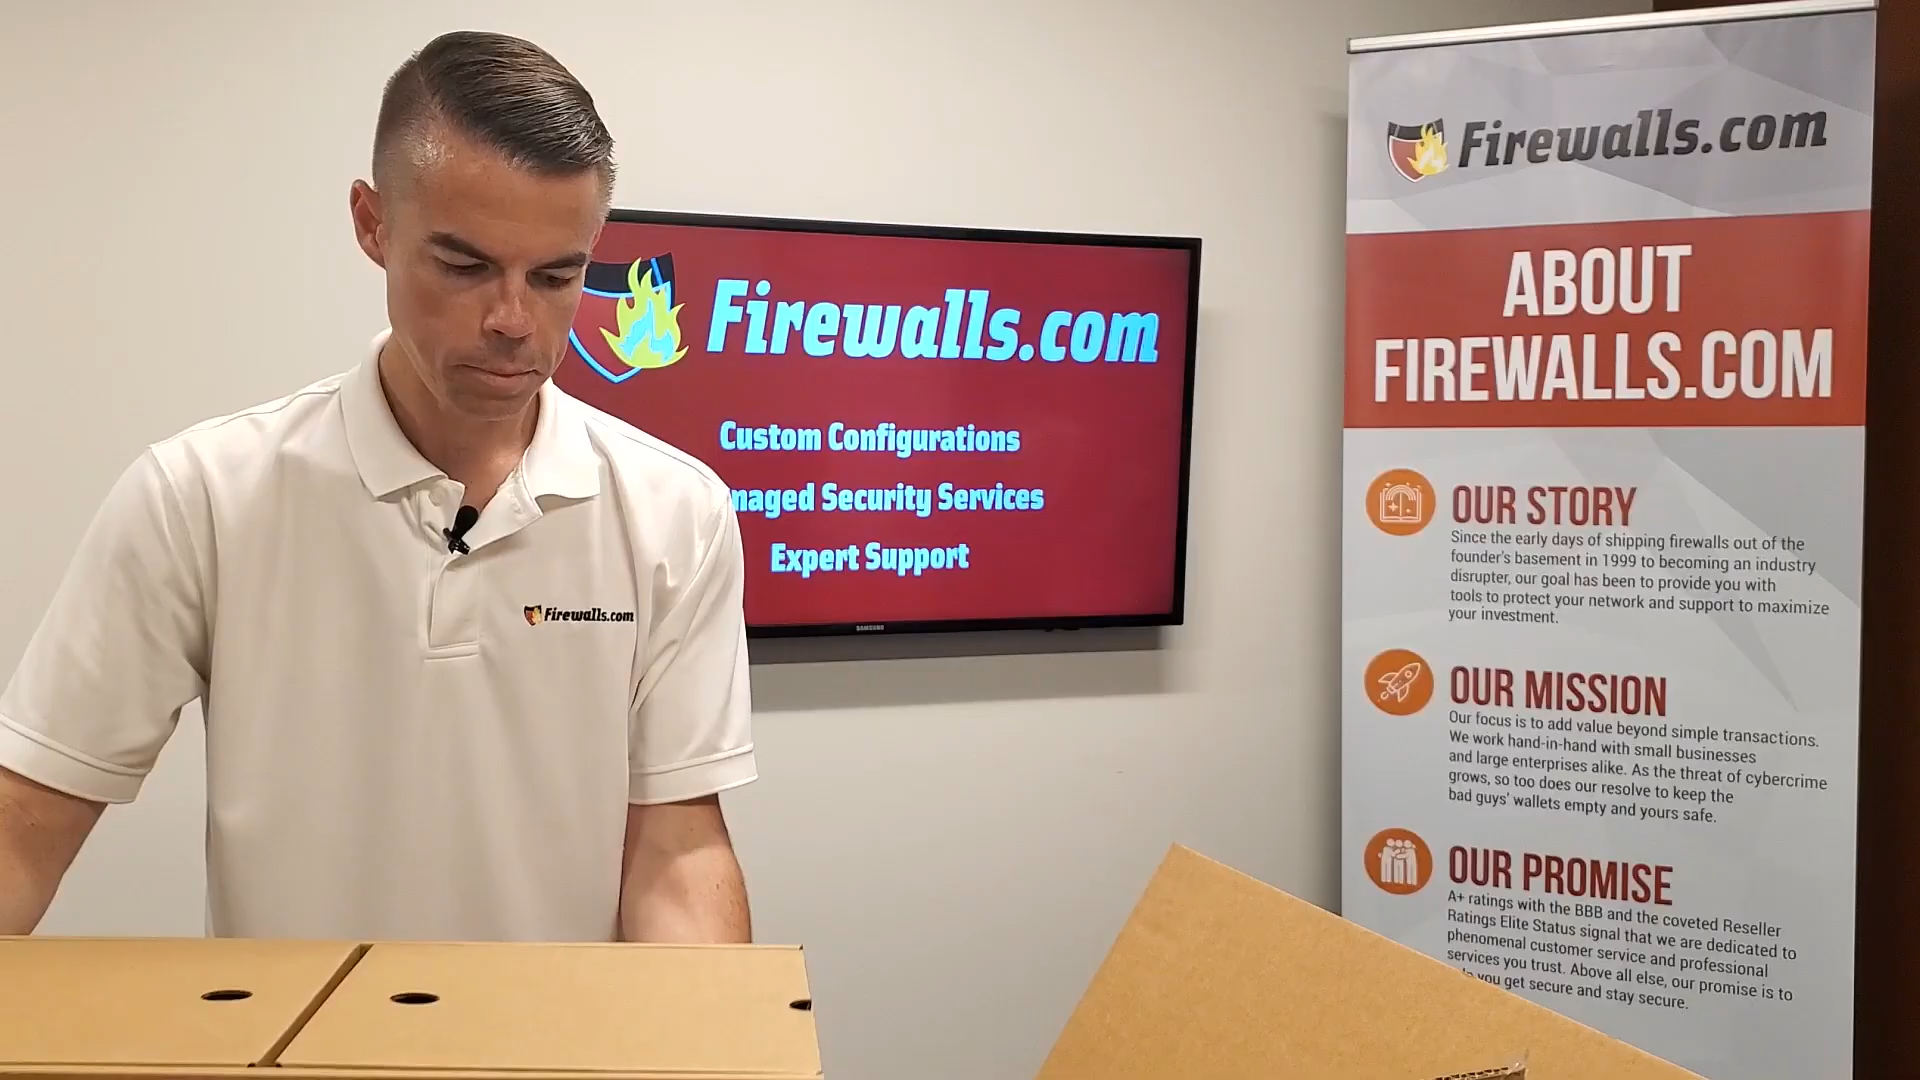 Firewalls.com
Custom Configurations
Security Services
Expert Support
SAMSUNG
Firewalls.com
Firewalls.com
ABOUT
FIREWALLS.COM
OUR STORY
Since the early days of shipping firewalls out of the
founder's basement in 1999 to becoming an industry
disrupter, our goal has been to provide you with
tools to protect your network and support to maximize
your investment.
OUR MISSION
Our focus is to add value beyond simple transactions.
We work hand-in-hand with small businesses
and large enterprises alike. As the threat of cybercrime
grows, so too does our resolve to keep the
bad guys' wallets empty and yours safe.
OUR PROMISE
A+ ratings with the BBB and the coveted Reseller
Ratings Elite Status signal that we are dedicated to
phenomenal customer service and professional
services you trust. Above all else, our promise is to
you get secure and stay secure.